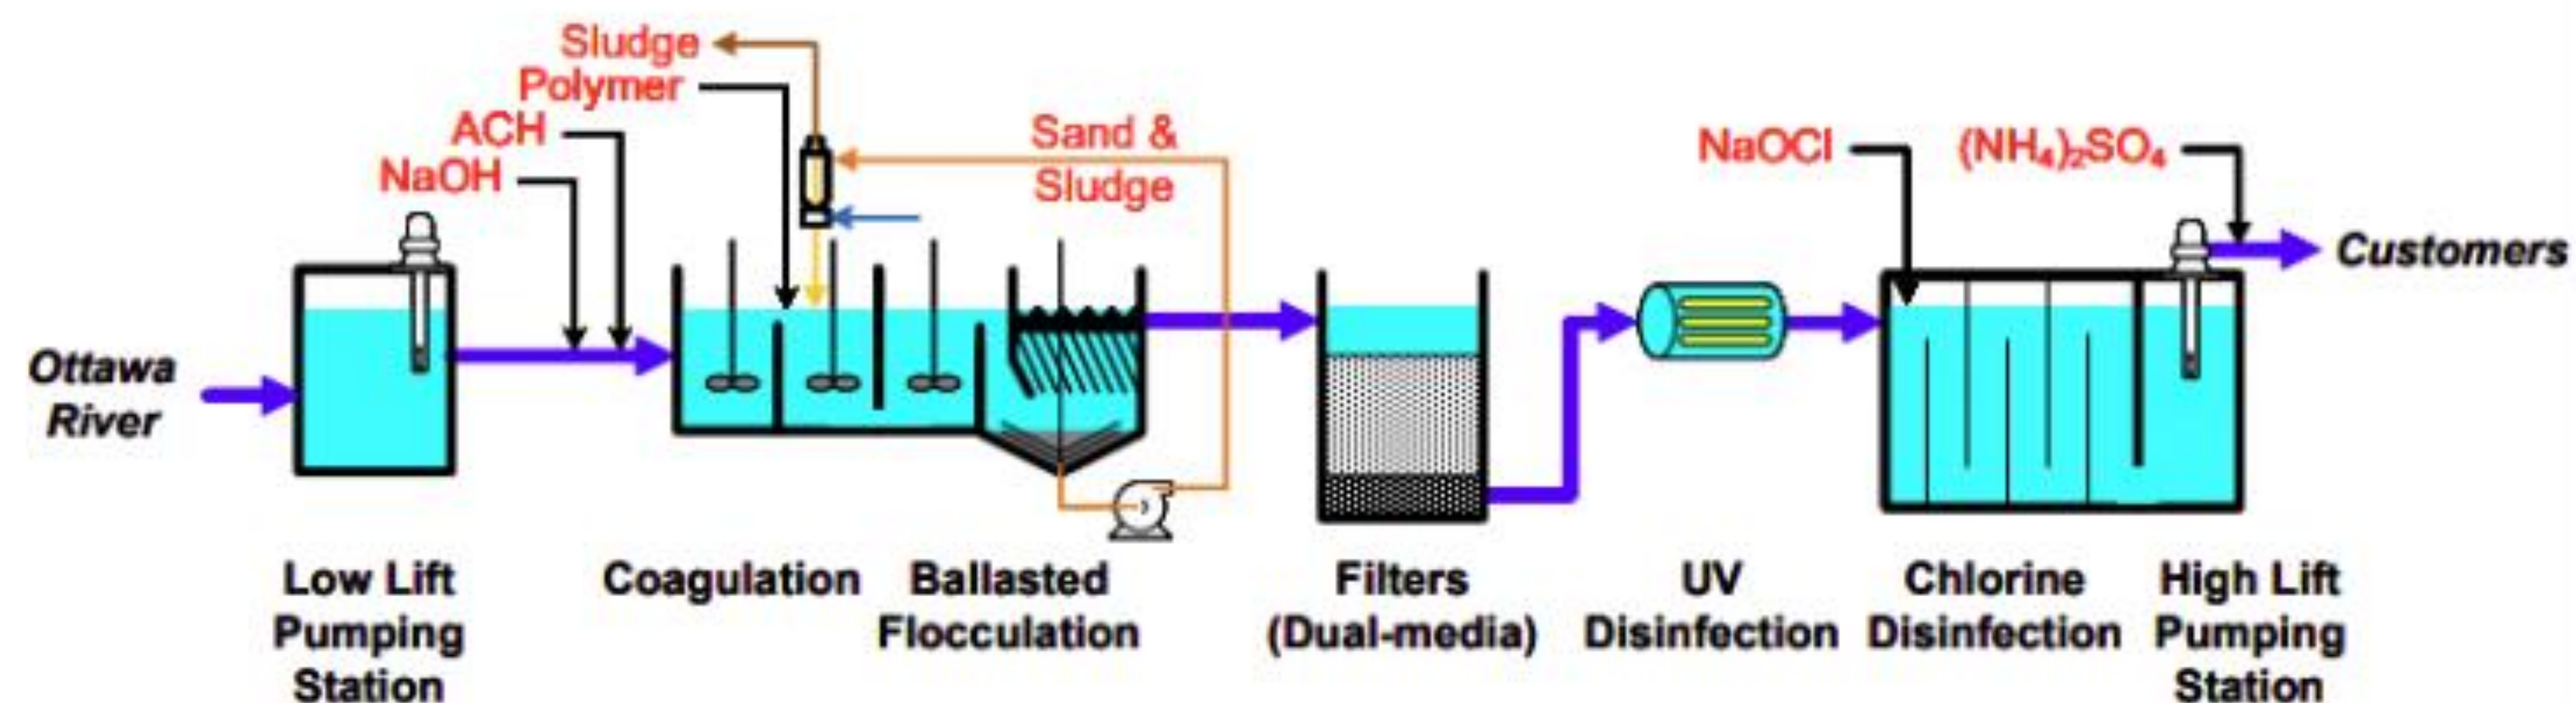 Sludge
Polymer
ACH
NaOH
Sand &
Sludge
NaOCl
(NH₄)₂SO₄
Customers
Ottawa
River
Low Lift
Pumping
Station
Coagulation
Ballasted
Flocculation
Filters
(Dual-media)
UV
Disinfection
Chlorine
Disinfection
High Lift
Pumping
Station